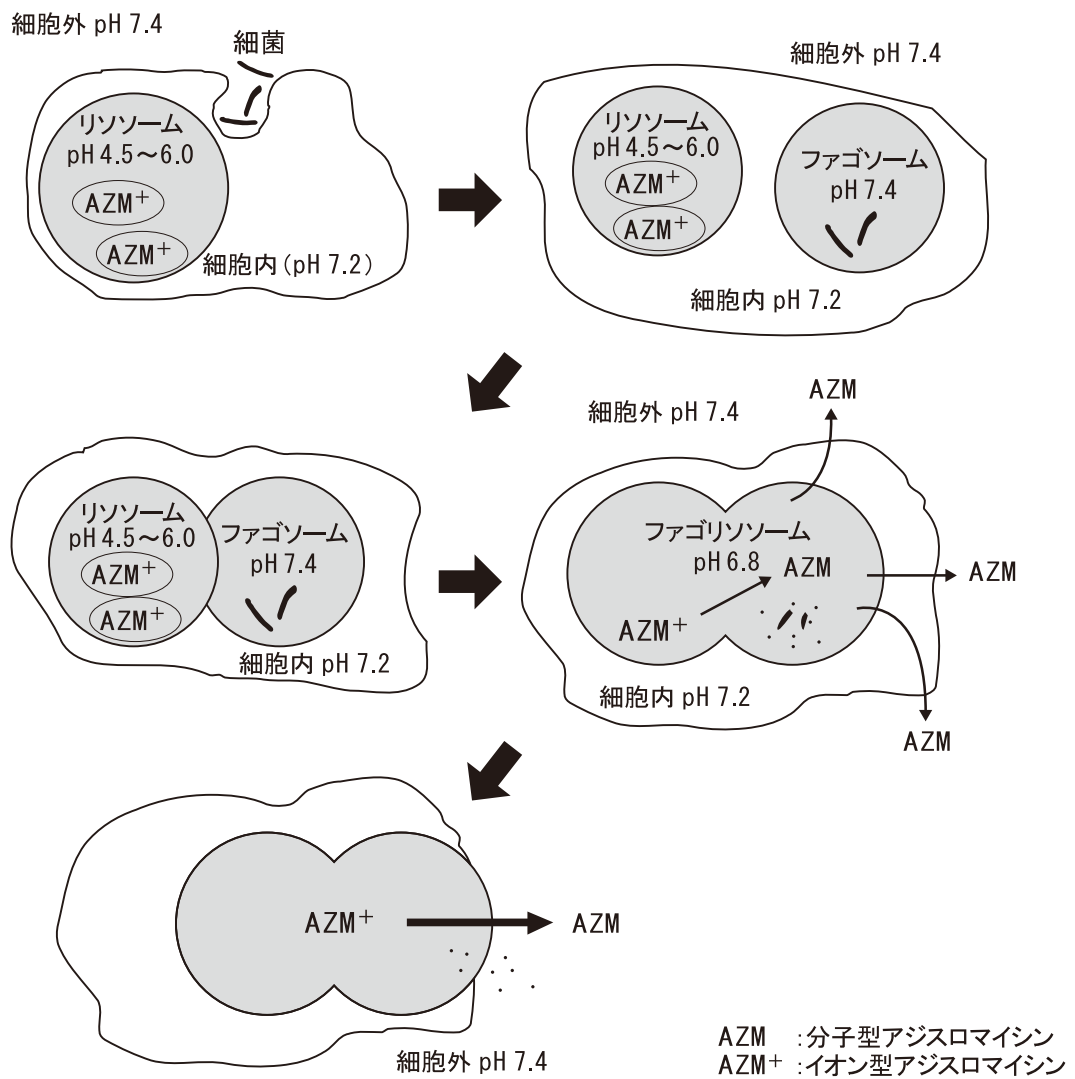 細胞外 pH 7.4
細菌
リソソーム
pH 4.5～6.0
AZM+
AZM+
細胞内(pH 7.2)
細胞外 pH 7.4
リソソーム
pH 4.5～6.0
AZM+
AZM+
ファゴソーム
pH 7.4
細胞内 pH 7.2
リソソーム
pH 4.5～6.0
AZM+
AZM+
ファゴソーム
pH 7.4
細胞内 pH 7.2
細胞外 pH 7.4
AZM
ファゴリソソーム
pH 6.8
AZM
AZM+
AZM
AZM
細胞内 pH 7.2
AZM+
AZM
細胞外 pH 7.4
AZM :分子型アジスロマイシン
AZM+ :イオン型アジスロマイシン